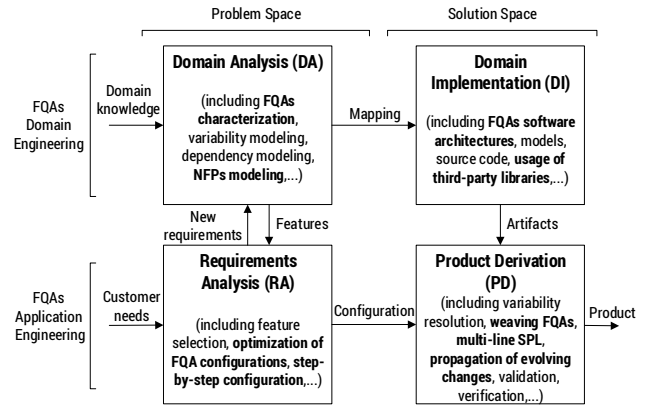 Problem Space
Solution Space
FQAs
Domain
Engineering
Domain
knowledge
Domain Analysis (DA)
(including FQAs
characterization,
variability modeling,
dependency modeling,
NFPs modeling,...)
Mapping
Domain
Implementation (DI)
(including FQAs software
architectures, models,
source code, usage of
third-party libraries,...)
New
requirements
Features
Artifacts
FQAs
Application
Engineering
Customer
needs
Requirements
Analysis (RA)
(including feature
selection, optimization of
FQA configurations, step-
by-step configuration,...)
Configuration
Product Derivation
(PD)
(including variability
resolution, weaving FQAs,
multi-line SPL,
propagation of evolving
changes, validation,
verification,...)
Product